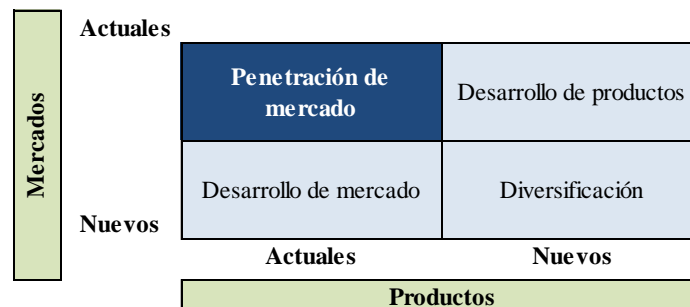 Mercados
Actuales
Penetración de
mercado
Desarrollo de productos
Desarrollo de mercado
Diversificación
Nuevos
Actuales
Nuevos
Productos